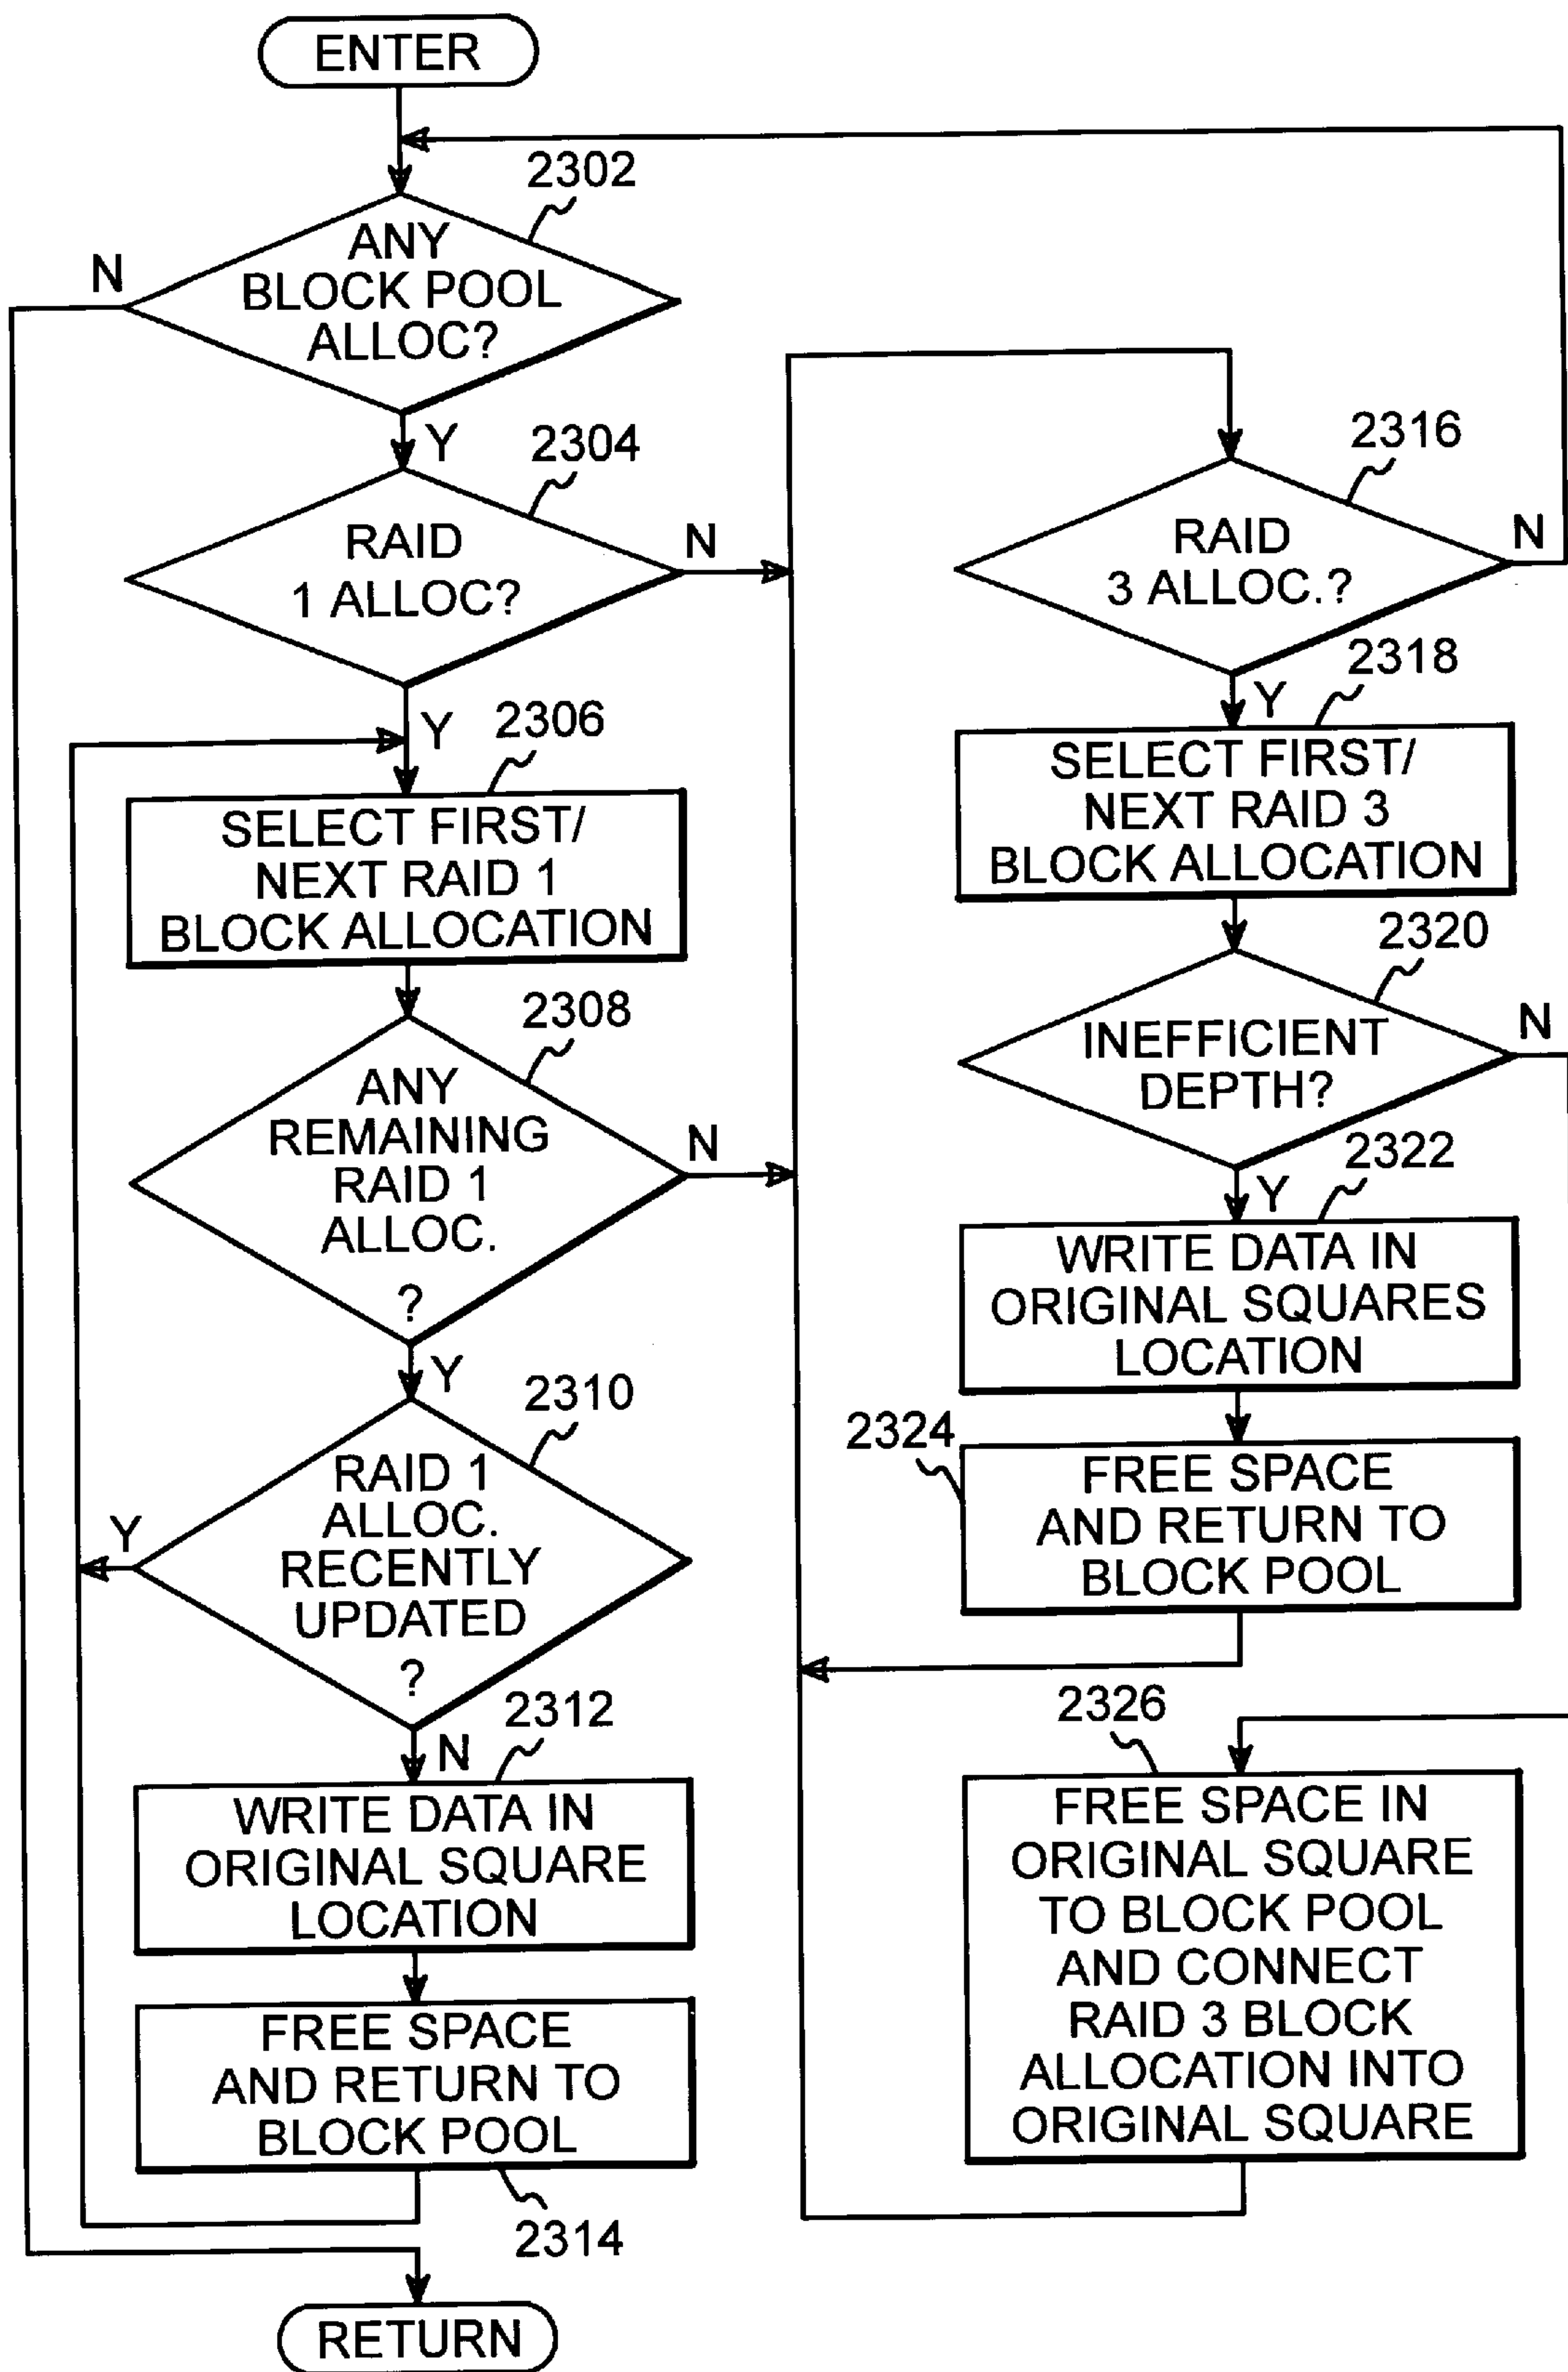 ENTER
2302
ANY
BLOCK POOL
ALLOC?
N
Y
2304
RAID
1 ALLOC?
N
Y
2306
SELECT FIRST/
NEXT RAID 1
BLOCK ALLOCATION
2308
ANY
REMAINING
RAID 1
ALLOC.
?
N
Y
2310
RAID 1
ALLOC.
RECENTLY
UPDATED
?
Y
N
2312
WRITE DATA IN
ORIGINAL SQUARE
LOCATION
FREE SPACE
AND RETURN TO
BLOCK POOL
2314
RETURN
2316
RAID
3 ALLOC.?
N
Y
2318
SELECT FIRST/
NEXT RAID 3
BLOCK ALLOCATION
2320
INEFFICIENT
DEPTH?
N
Y
2322
WRITE DATA IN
ORIGINAL SQUARES
LOCATION
2324
FREE SPACE
AND RETURN TO
BLOCK POOL
2326
FREE SPACE IN
ORIGINAL SQUARE
TO BLOCK POOL
AND CONNECT
RAID 3 BLOCK
ALLOCATION INTO
ORIGINAL SQUARE